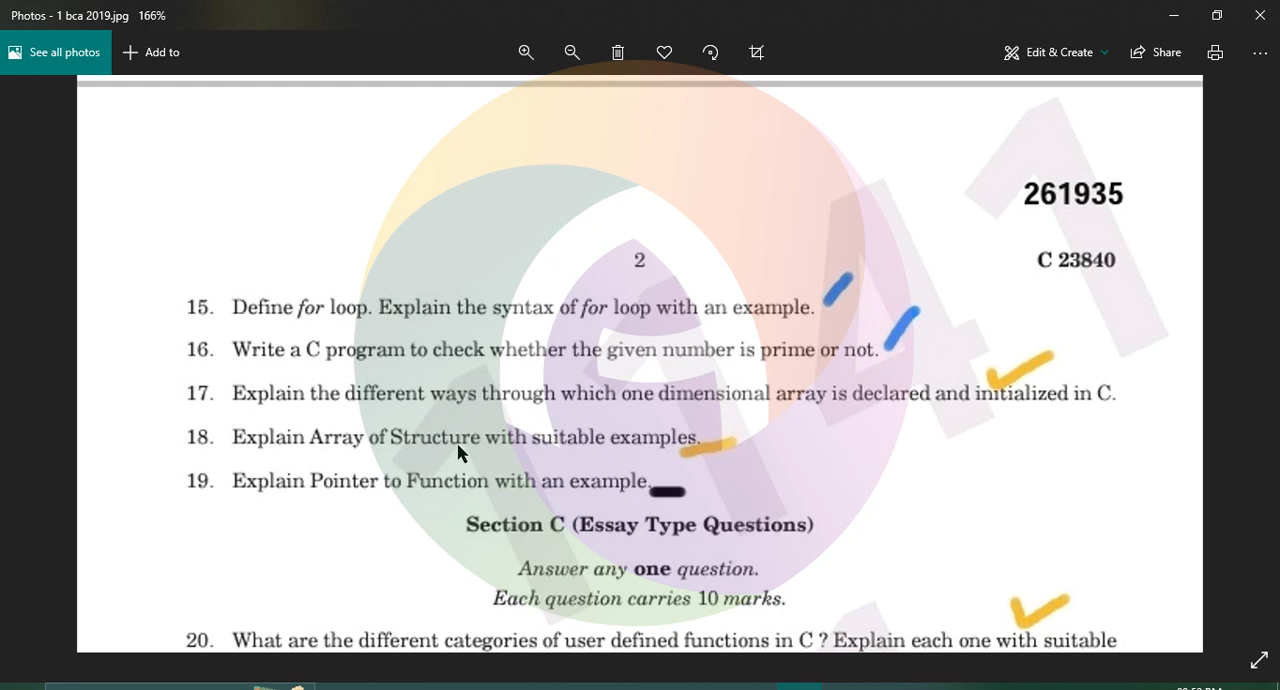 Photos - 1 bca 2019.jpg 166%
See all photos
Add to
Edit & Create
Share
261935
2
C 23840
15. Define for loop. Explain the syntax of for loop with an example.
16. Write a C program to check whether the given number is prime or not.
17. Explain the different ways through which one dimensional array is declared and initialized in C.
18. Explain Array of Structure with suitable examples.
19. Explain Pointer to Function with an example.
Section C (Essay Type Questions)
Answer any one question.
Each question carries 10 marks.
20. What are the different categories of user defined functions in C ? Explain each one with suitable